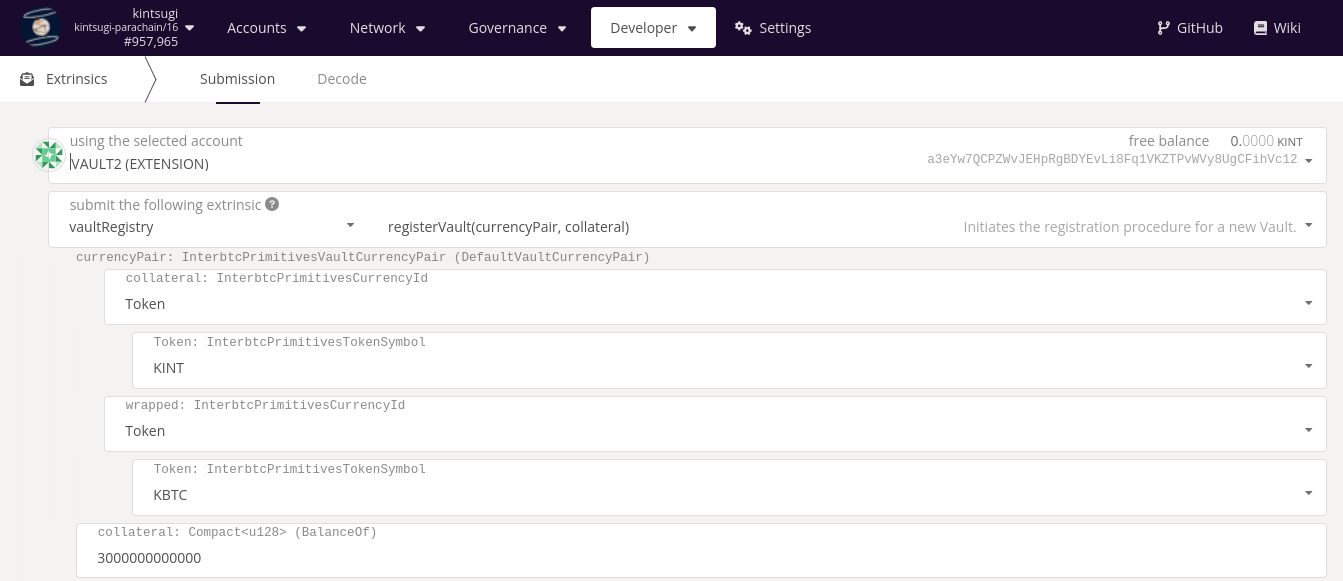 kintsugi
kintsugi-parachain/16
#957,965
Accounts
Network
Governance
Developer
Settings
GitHub
Wiki
Extrinsics
Submission
Decode
using the selected account
free balance 0.0000 KINT
VAULT2 (EXTENSION)
a3eYw7QCPZWvJEHpRgBDYEvLi8Fq1VKZTPvWVy8UgCFihVc12
submit the following extrinsic ?
vaultRegistry
registerVault(currencyPair, collateral)
Initiates the registration procedure for a new Vault.
currencyPair: InterbtcPrimitivesVaultCurrencyPair (DefaultVaultCurrencyPair)
collateral: InterbtcPrimitivesCurrencyId
Token
Token: InterbtcPrimitivesTokenSymbol
KINT
wrapped: InterbtcPrimitivesCurrencyId
Token
Token: InterbtcPrimitivesTokenSymbol
KBTC
collateral: Compact<u128> (BalanceOf)
3000000000000